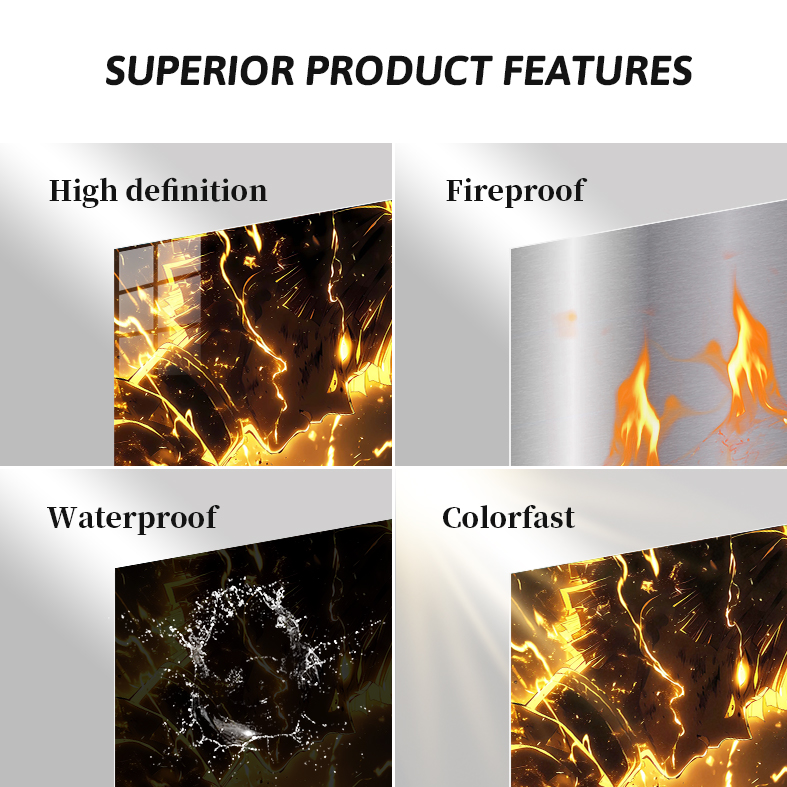 SUPERIOR PRODUCT FEATURES
High definition
Fireproof
Waterproof
Colorfast